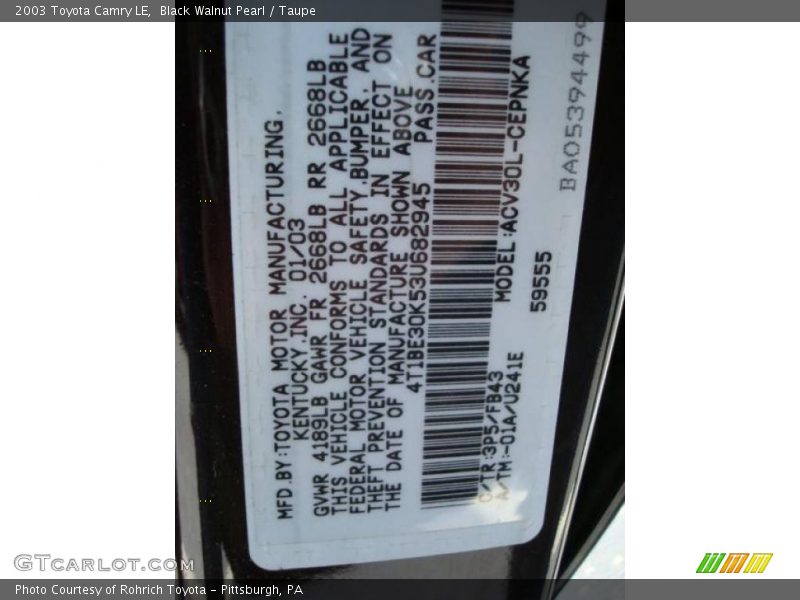 2003 Toyota Camry LE,  Black Walnut Pearl / Taupe
MFD.BY:TOYOTA MOTOR MANUFACTURING,
KENTUCKY,INC. 01/03
GVWR 4189LB GAWR FR 2668LB RR 2668LB
THIS VEHICLE CONFORMS TO ALL APPLICABLE
FEDERAL MOTOR VEHICLE SAFETY,BUMPER, AND
THEFT PREVENTION STANDARDS IN EFFECT ON
THE DATE OF MANUFACTURE SHOWN ABOVE
4T1BE30K53U682945 PASS.CAR
C/TR:3P5/FB43 MODEL:ACV30L-CEPNKA
A/TM:-01A/U241E
59555
BA05394499
GTCARLOT.COM
Photo Courtesy of Rohrich Toyota - Pittsburgh, PA